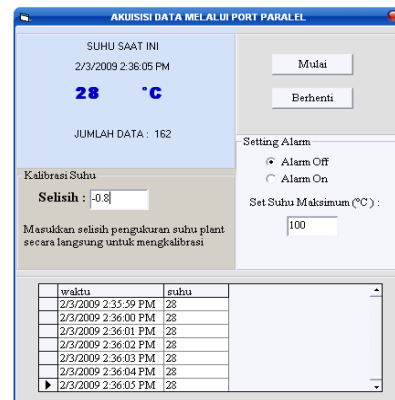 AKUISISI DATA MELALUI PORT PARALEL
SUHU SAAT INI
2/3/2009 2:36:05 PM
28 °C
JUMLAH DATA : 162
Mulai
Berhenti
Setting Alarm
Alarm Off
Alarm On
Set Suhu Maksimum (°C) :
100
Kalibrasi Suhu
Selisih : -0.8
Masukkan selisih pengukuran suhu plant
secara langsung untuk mengkalibrasi
waktu suhu
2/3/2009 2:35:59 PM 28
2/3/2009 2:36:00 PM 28
2/3/2009 2:36:01 PM 28
2/3/2009 2:36:02 PM 28
2/3/2009 2:36:03 PM 28
2/3/2009 2:36:04 PM 28
2/3/2009 2:36:05 PM 28